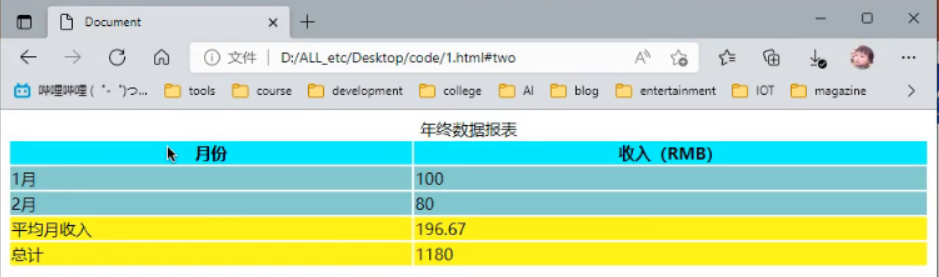 Document
文件 D:/ALL_etc/Desktop/code/1.html#two
哔哩哔哩 (゜-゜)つ... tools course development college AI blog entertainment IOT magazine
年终数据报表
月份 收入（RMB）
1月 100
2月 80
平均月收入 196.67
总计 1180